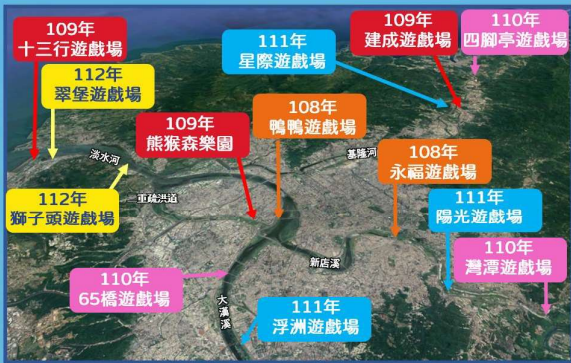 109年
十三行遊戲場
112年
翠堡遊戲場
111年
星際遊戲場
109年
建成遊戲場
110年
四腳亭遊戲場
109年
熊猴森樂園
108年
鴨鴨遊戲場
108年
永福遊戲場
淡水河
基隆河
112年
獅子頭遊戲場
重疏洪道
111年
陽光遊戲場
110年
灣潭遊戲場
新店溪
110年
65橋遊戲場
大漢溪
111年
浮洲遊戲場